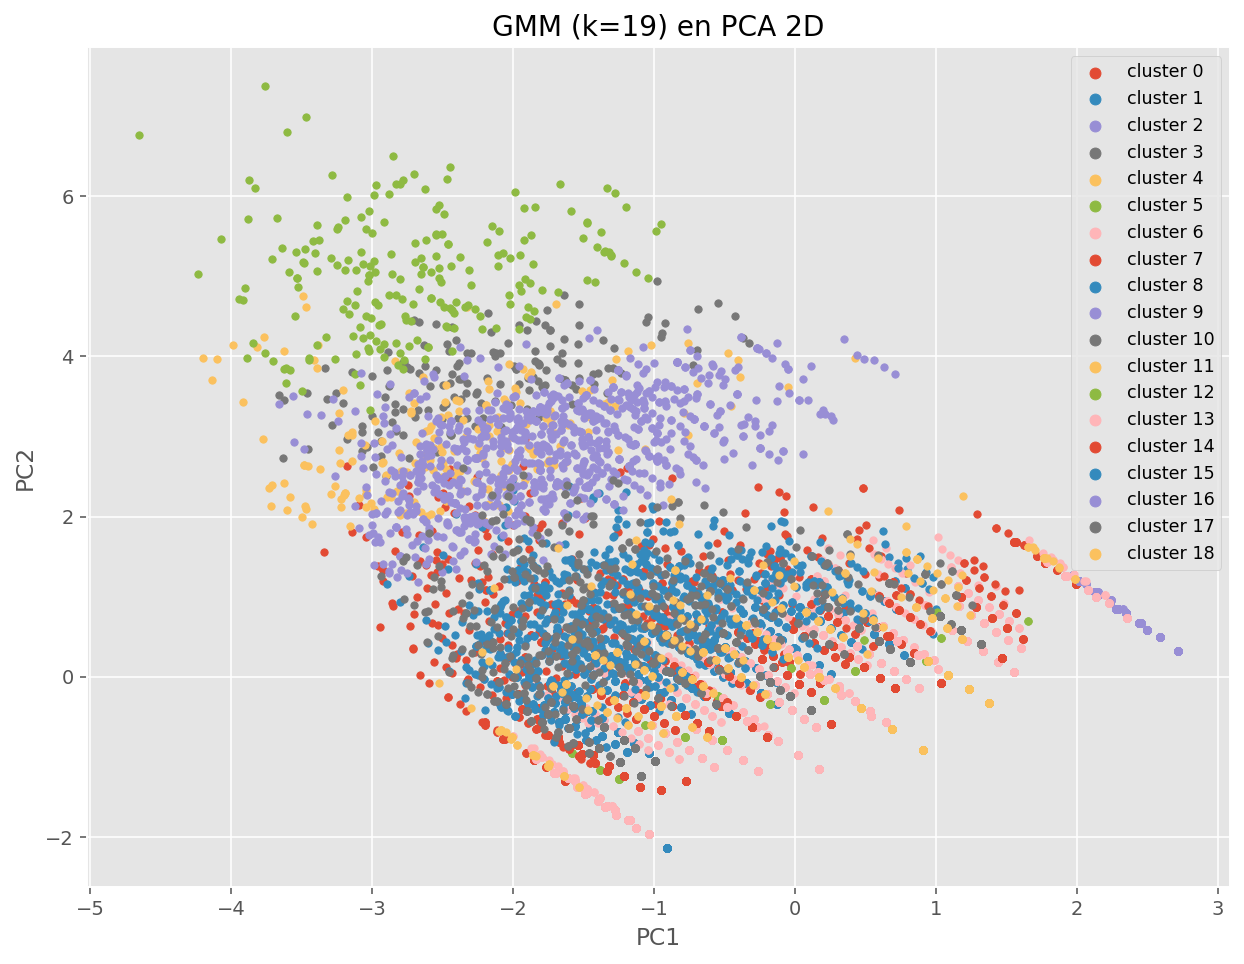 GMM (k=19) en PCA 2D
cluster 0
cluster 1
cluster 2
cluster 3
cluster 4
cluster 5
cluster 6
cluster 7
cluster 8
cluster 9
cluster 10
cluster 11
cluster 12
cluster 13
cluster 14
cluster 15
cluster 16
cluster 17
cluster 18
PC2
6
4
2
0
−2
−5 −4 −3 −2 −1 0 1 2 3
PC1